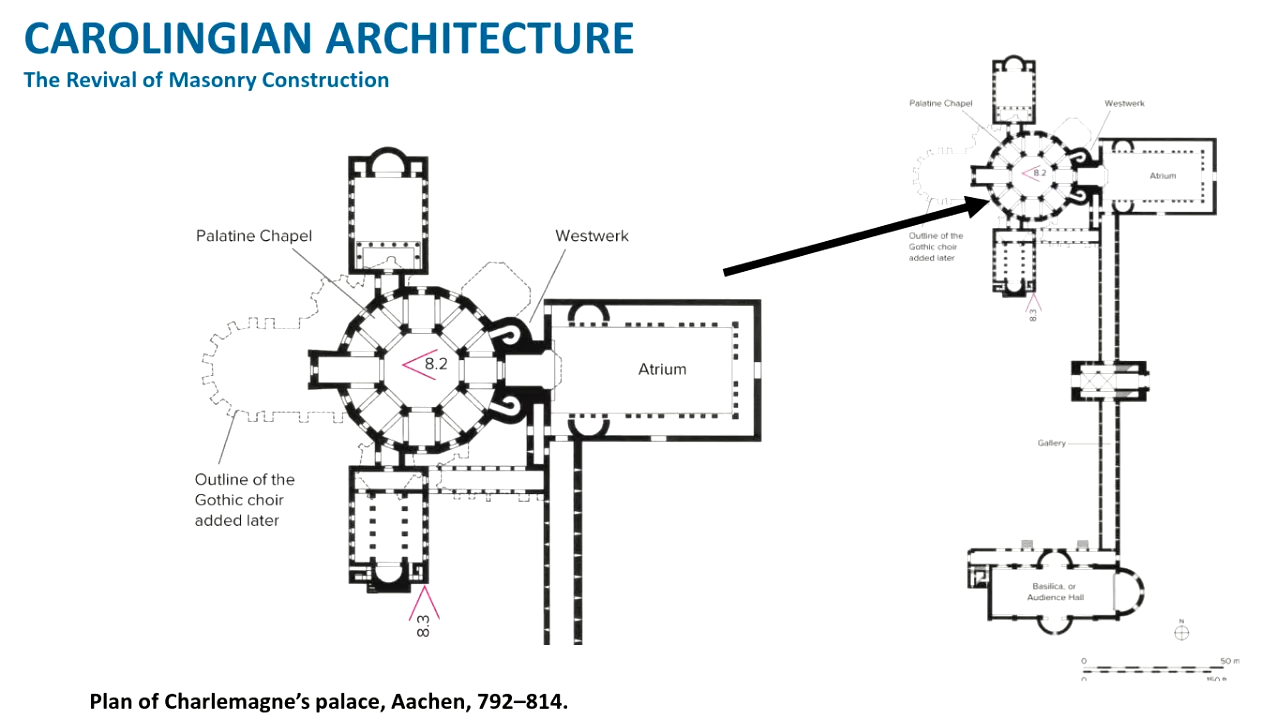 CAROLINGIAN ARCHITECTURE
The Revival of Masonry Construction
Palatine Chapel
Westwerk
8.2
Atrium
Outline of the
Gothic choir
added later
8.3
Palatine Chapel
Westwerk
8.2
Atrium
Outline of the
Gothic choir
added later
8.3
Gallery
Basilica, or
Audience Hall
N
0 50 m
0 150 ft
Plan of Charlemagne’s palace, Aachen, 792–814.